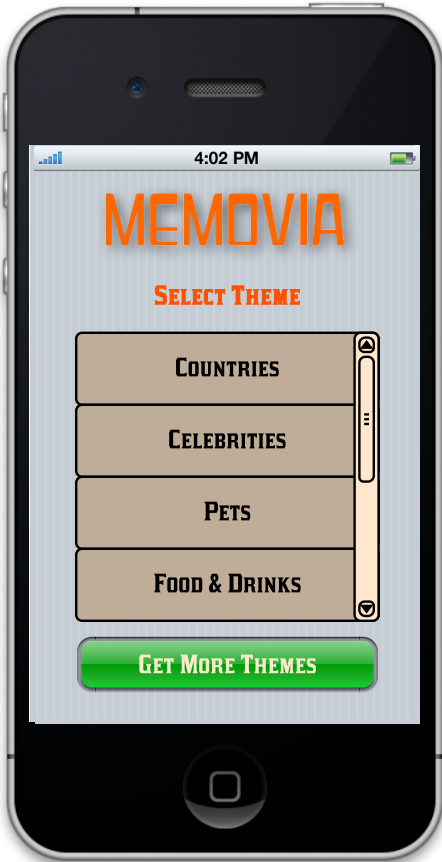 4:02 PM
MEMOVIA
SELECT THEME
COUNTRIES
CELEBRITIES
PETS
FOOD & DRINKS
GET MORE THEMES